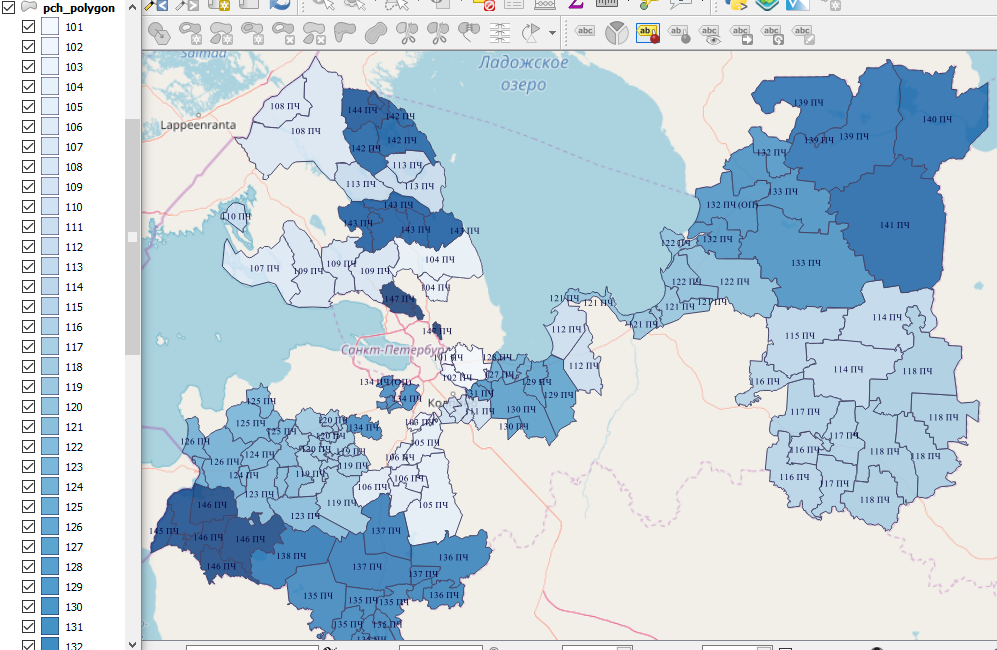 pch_polygon
101
102
103
104
105
106
107
108
109
110
111
112
113
114
115
116
117
118
119
120
121
122
123
124
125
126
127
128
129
130
131
132
abc
abc
abc
abc
abc
abc
Ладожское
озеро
Lappeenranta
Санкт-Петербург
108 ПЧ
108 ПЧ
144 ПЧ
142 ПЧ
142 ПЧ
142 ПЧ
113 ПЧ
113 ПЧ
113 ПЧ
143 ПЧ
143 ПЧ
143 ПЧ
143 ПЧ
110 ПЧ
104 ПЧ
107 ПЧ
109 ПЧ
109 ПЧ
109 ПЧ
104 ПЧ
147 ПЧ
147 ПЧ
139 ПЧ
139 ПЧ
139 ПЧ
140 ПЧ
132 ПЧ
133 ПЧ
132 ПЧ (ОП)
132 ПЧ
141 ПЧ
133 ПЧ
122 ПЧ
122 ПЧ
122 ПЧ
121 ПЧ
121 ПЧ
121 ПЧ
121 ПЧ
121 ПЧ
112 ПЧ
112 ПЧ
115 ПЧ
114 ПЧ
114 ПЧ
118 ПЧ
116 ПЧ
117 ПЧ
118 ПЧ
117 ПЧ
116 ПЧ
118 ПЧ
118 ПЧ
116 ПЧ
117 ПЧ
118 ПЧ
101 ПЧ
102 ПЧ
128 ПЧ
127 ПЧ
129 ПЧ
129 ПЧ
131 ПЧ
111 ПЧ
130 ПЧ
130 ПЧ
134 ПЧ (ОП)
134 ПЧ
103 ПЧ
105 ПЧ
125 ПЧ
125 ПЧ
125 ПЧ
120 ПЧ
120 ПЧ
120 ПЧ
134 ПЧ
126 ПЧ
126 ПЧ
124 ПЧ
124 ПЧ
119 ПЧ
119 ПЧ
119 ПЧ
119 ПЧ
123 ПЧ
123 ПЧ
106 ПЧ
106 ПЧ
106 ПЧ
105 ПЧ
146 ПЧ
145 ПЧ
146 ПЧ
146 ПЧ
146 ПЧ
138 ПЧ
137 ПЧ
137 ПЧ
137 ПЧ
136 ПЧ
136 ПЧ
135 ПЧ
135 ПЧ
135 ПЧ
135 ПЧ